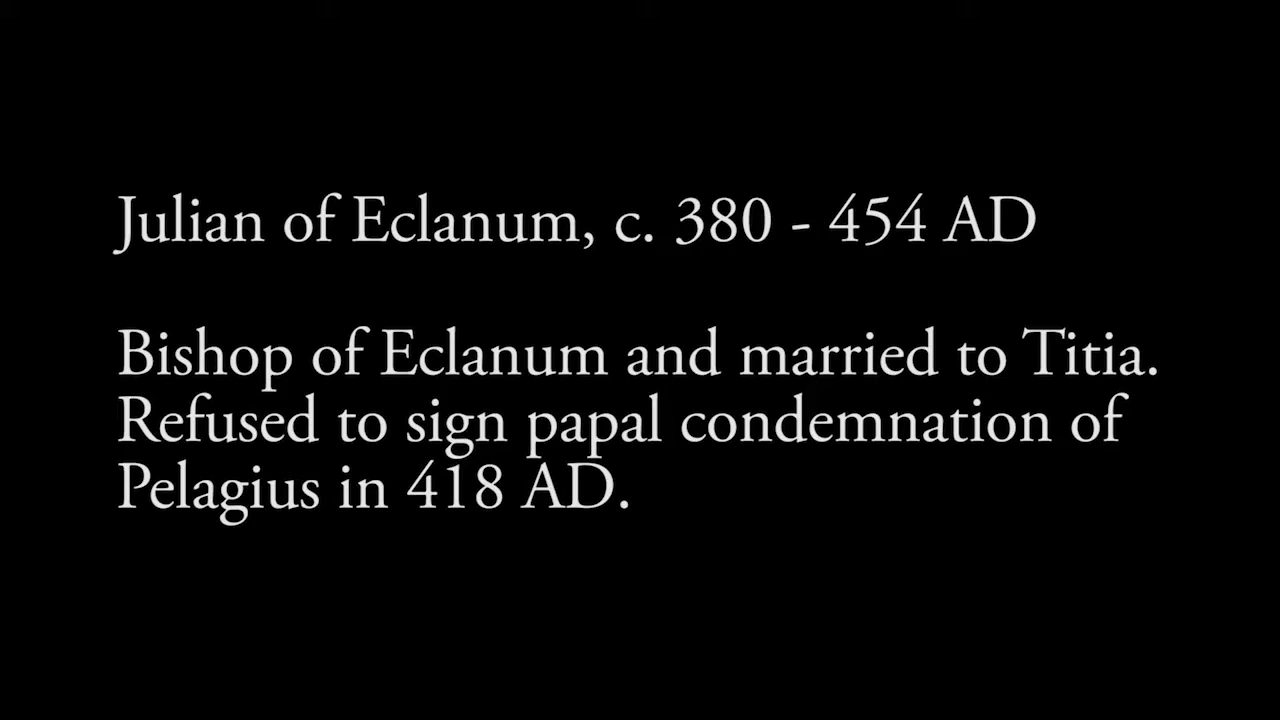 Julian of Eclanum, c. 380 - 454 AD
Bishop of Eclanum and married to Titia.
Refused to sign papal condemnation of
Pelagius in 418 AD.